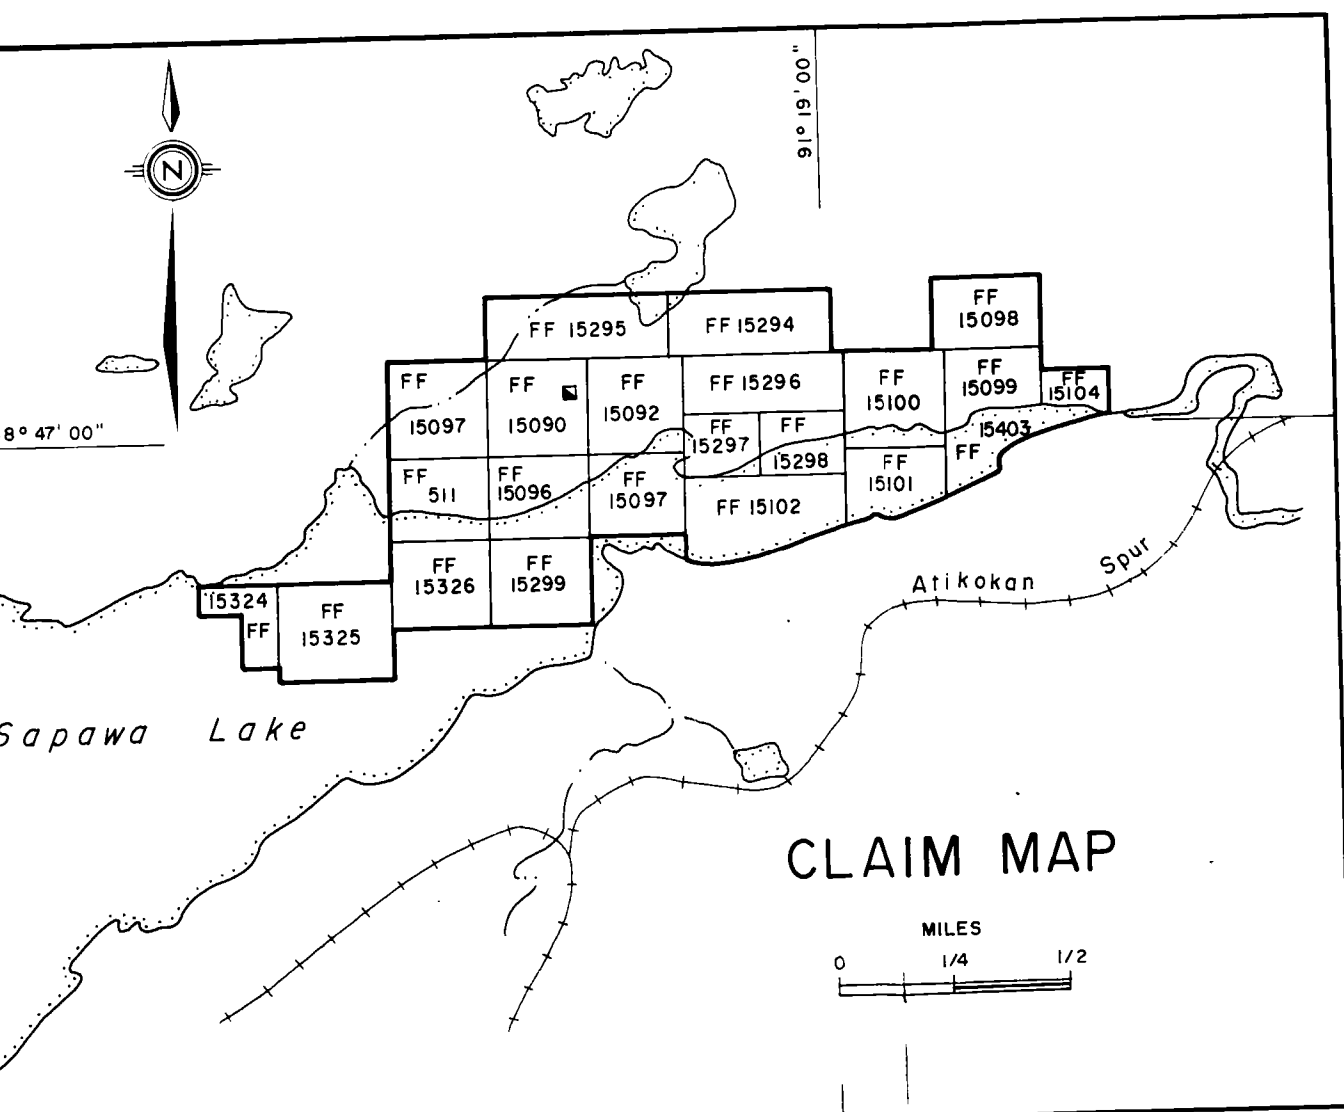 91° 19' 00"
N
8° 47' 00"
FF
15098
FF 15295
FF 15294
FF
15097
FF
15090
FF
15092
FF 15296
FF
15100
FF
15099
FF
15104
FF
15297
FF
15298
15403
FF
FF
511
FF
15096
FF
15097
FF 15102
FF
15101
FF
15326
FF
15299
15324
FF
FF
15325
Atikokan Spur
Sapawa Lake
CLAIM MAP
MILES
0 1/4 1/2